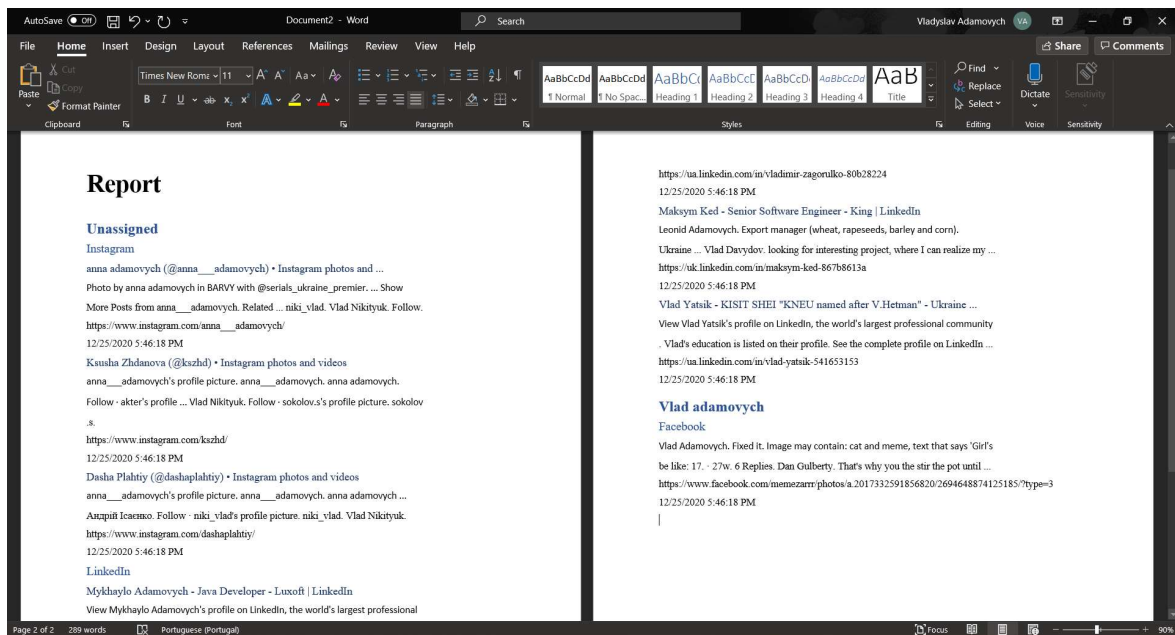 AutoSave Off Document2 - Word Search Vladyslav Adamovych VA
File Home Insert Design Layout References Mailings Review View Help Share Comments
Paste
Cut
Copy
Format Painter
Clipboard
Times New Roma 11
Font
Paragraph
AaBbCcDd ¶ Normal
AaBbCcDd ¶ No Spac...
AaBbC( Heading 1
AaBbCcE Heading 2
AaBbCcD Heading 3
AaBbCcDd Heading 4
AaB Title
Styles
Find
Replace
Select
Editing
Dictate
Voice
Sensitivity
Sensitivity
Report
Unassigned
Instagram
anna adamovych (@anna___adamovych) • Instagram photos and ...
Photo by anna adamovych in BARVY with @serials_ukraine_premier. ... Show
More Posts from anna___adamovych. Related ... niki_vlad. Vlad Nikityuk. Follow.
https://www.instagram.com/anna___adamovych/
12/25/2020 5:46:18 PM
Ksusha Zhdanova (@kszhd) • Instagram photos and videos
anna___adamovych's profile picture. anna___adamovych. anna adamovych.
Follow · akter's profile ... Vlad Nikityuk. Follow · sokolov.s's profile picture. sokolov
.s.
https://www.instagram.com/kszhd/
12/25/2020 5:46:18 PM
Dasha Plahtiy (@dashaplahtiy) • Instagram photos and videos
anna___adamovych's profile picture. anna___adamovych. anna adamovych ...
Андрій Ісаєнко. Follow · niki_vlad's profile picture. niki_vlad. Vlad Nikityuk.
https://www.instagram.com/dashaplahtiy/
12/25/2020 5:46:18 PM
LinkedIn
Mykhaylo Adamovych - Java Developer - Luxoft | LinkedIn
View Mykhaylo Adamovych's profile on LinkedIn, the world's largest professional
https://ua.linkedin.com/in/vladimir-zagorulko-80b28224
12/25/2020 5:46:18 PM
Maksym Ked - Senior Software Engineer - King | LinkedIn
Leonid Adamovych. Export manager (wheat, rapeseeds, barley and corn).
Ukraine ... Vlad Davydov. looking for interesting project, where I can realize my ...
https://uk.linkedin.com/in/maksym-ked-867b8613a
12/25/2020 5:46:18 PM
Vlad Yatsik - KISIT SHEI "KNEU named after V.Hetman" - Ukraine ...
View Vlad Yatsik's profile on LinkedIn, the world's largest professional community
. Vlad's education is listed on their profile. See the complete profile on LinkedIn ...
https://ua.linkedin.com/in/vlad-yatsik-541653153
12/25/2020 5:46:18 PM
Vlad adamovych
Facebook
Vlad Adamovych. Fixed it. Image may contain: cat and meme, text that says 'Girl's
be like: 17. · 27w. 6 Replies. Dan Gulberty. That's why you the stir the pot until ...
https://www.facebook.com/memezarrr/photos/a.2017332591856820/2694648874125185/?type=3
12/25/2020 5:46:18 PM
Page 2 of 2 289 words Portuguese (Portugal) Focus 90%